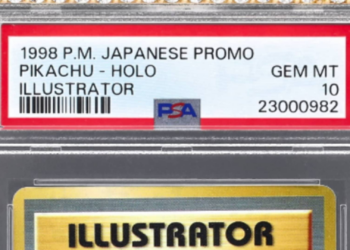 1998 P.M. JAPANESE PROMO
PIKACHU - HOLO GEM MT
ILLUSTRATOR 10
PSA 23000982
ILLUSTRATOR